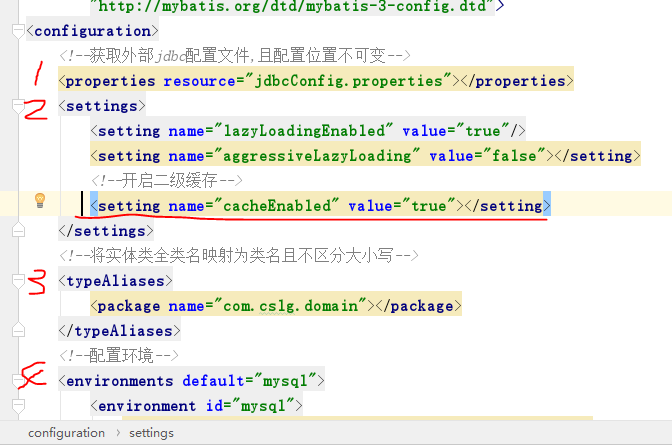 "http://mybatis.org/dtd/mybatis-3-config.dtd">
<configuration>
<!--获取外部jdbc配置文件,且配置位置不可变-->
1 <properties resource="jdbcConfig.properties"></properties>
2 <settings>
<setting name="lazyLoadingEnabled" value="true"/>
<setting name="aggressiveLazyLoading" value="false"></setting>
<!--开启二级缓存-->
<setting name="cacheEnabled" value="true"></setting>
</settings>
<!--将实体类全类名映射为类名且不区分大小写-->
3 <typeAliases>
<package name="com.cslg.domain"></package>
</typeAliases>
<!--配置环境-->
<environments default="mysql">
<environment id="mysql">
configuration › settings